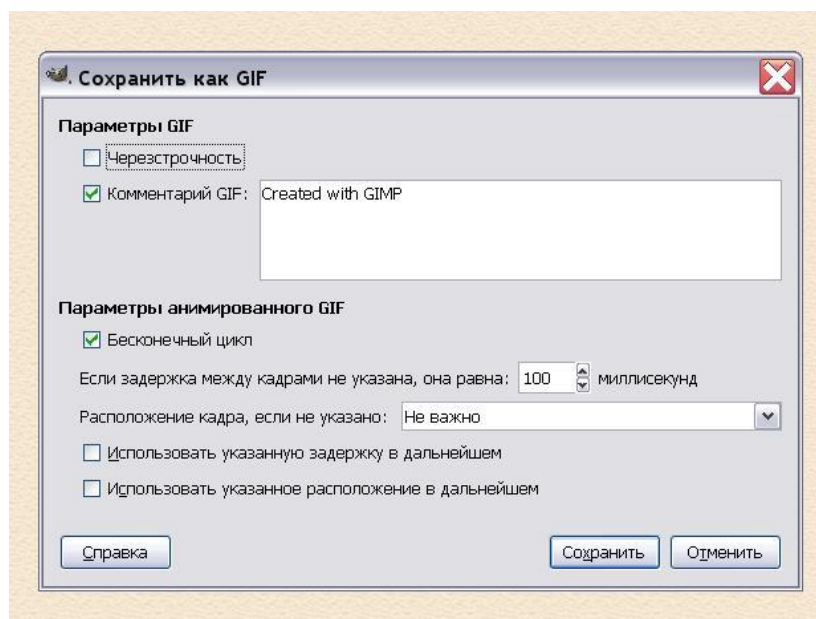 Сохранить как GIF
Параметры GIF
Черезстрочность
Комментарий GIF: Created with GIMP
Параметры анимированного GIF
Бесконечный цикл
Если задержка между кадрами не указана, она равна: 100 миллисекунд
Расположение кадра, если не указано: Не важно
Использовать указанную задержку в дальнейшем
Использовать указанное расположение в дальнейшем
Справка Сохранить Отменить